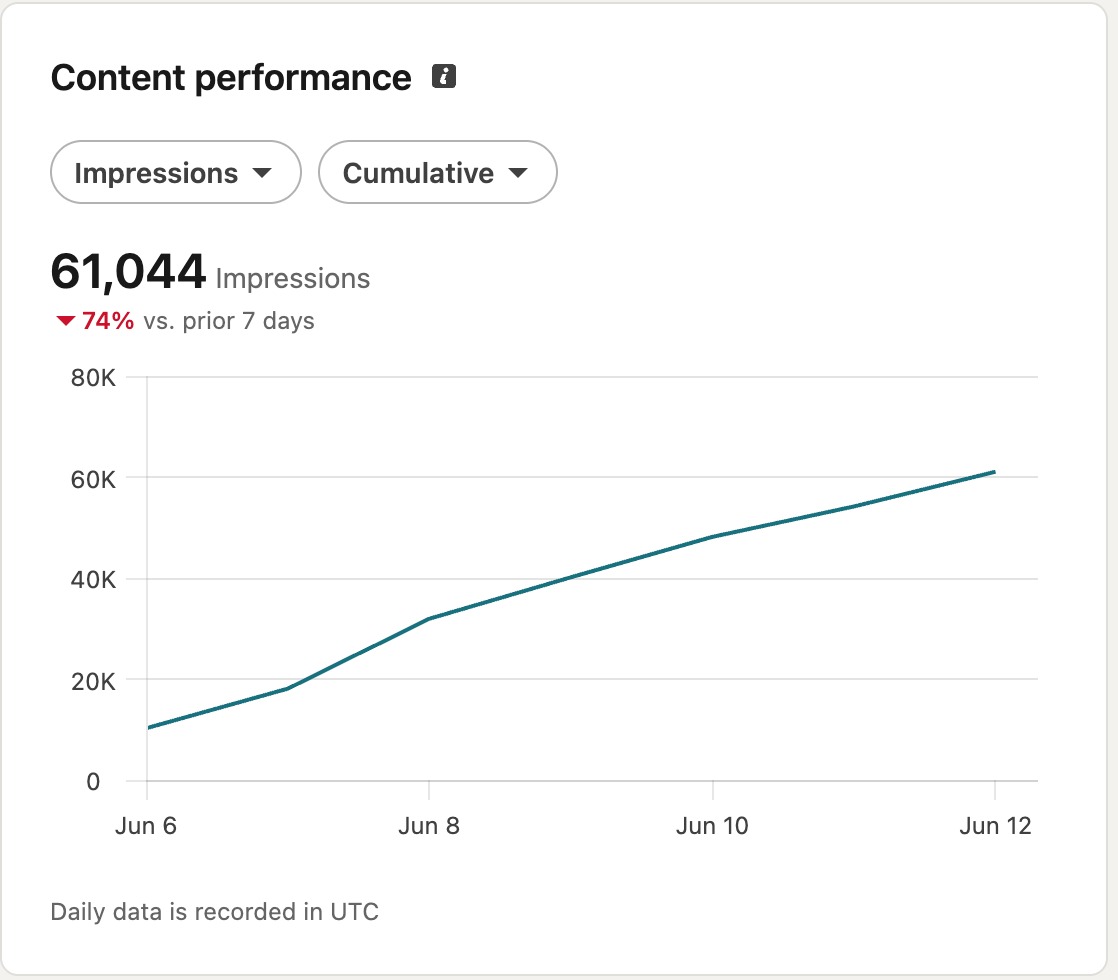 Content performance
Impressions Cumulative
61,044 Impressions
74% vs. prior 7 days
80K
60K
40K
20K
0
Jun 6 Jun 8 Jun 10 Jun 12
Daily data is recorded in UTC